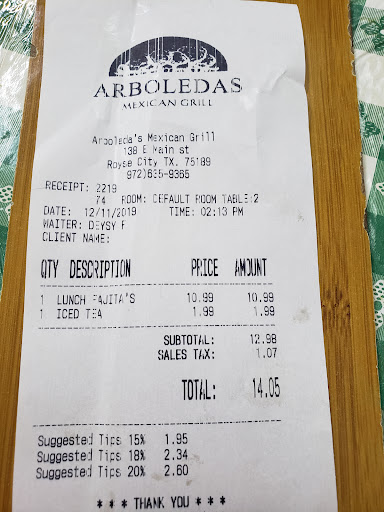 ARBOLEDAS
MEXICAN GRILL
Arboleda's Mexican Grill
138 E Main st
Royse City TX. 75189
972)635-9365
RECEIPT: 2219
74 ROOM: DEFAULT ROOM TABLE:2
DATE: 12/11/2019 TIME: 02:13 PM
WAITER: DEYSY F
CLIENT NAME:
QTY DESCRIPTION PRICE AMOUNT
1 LUNCH FAJITA'S 10.99 10.99
1 ICED TEA 1.99 1.99
SUBTOTAL: 12.98
SALES TAX: 1.07
TOTAL: 14.05
Suggested Tips 15% 1.95
Suggested Tips 18% 2.34
Suggested Tips 20% 2.60
* * * THANK YOU * * *